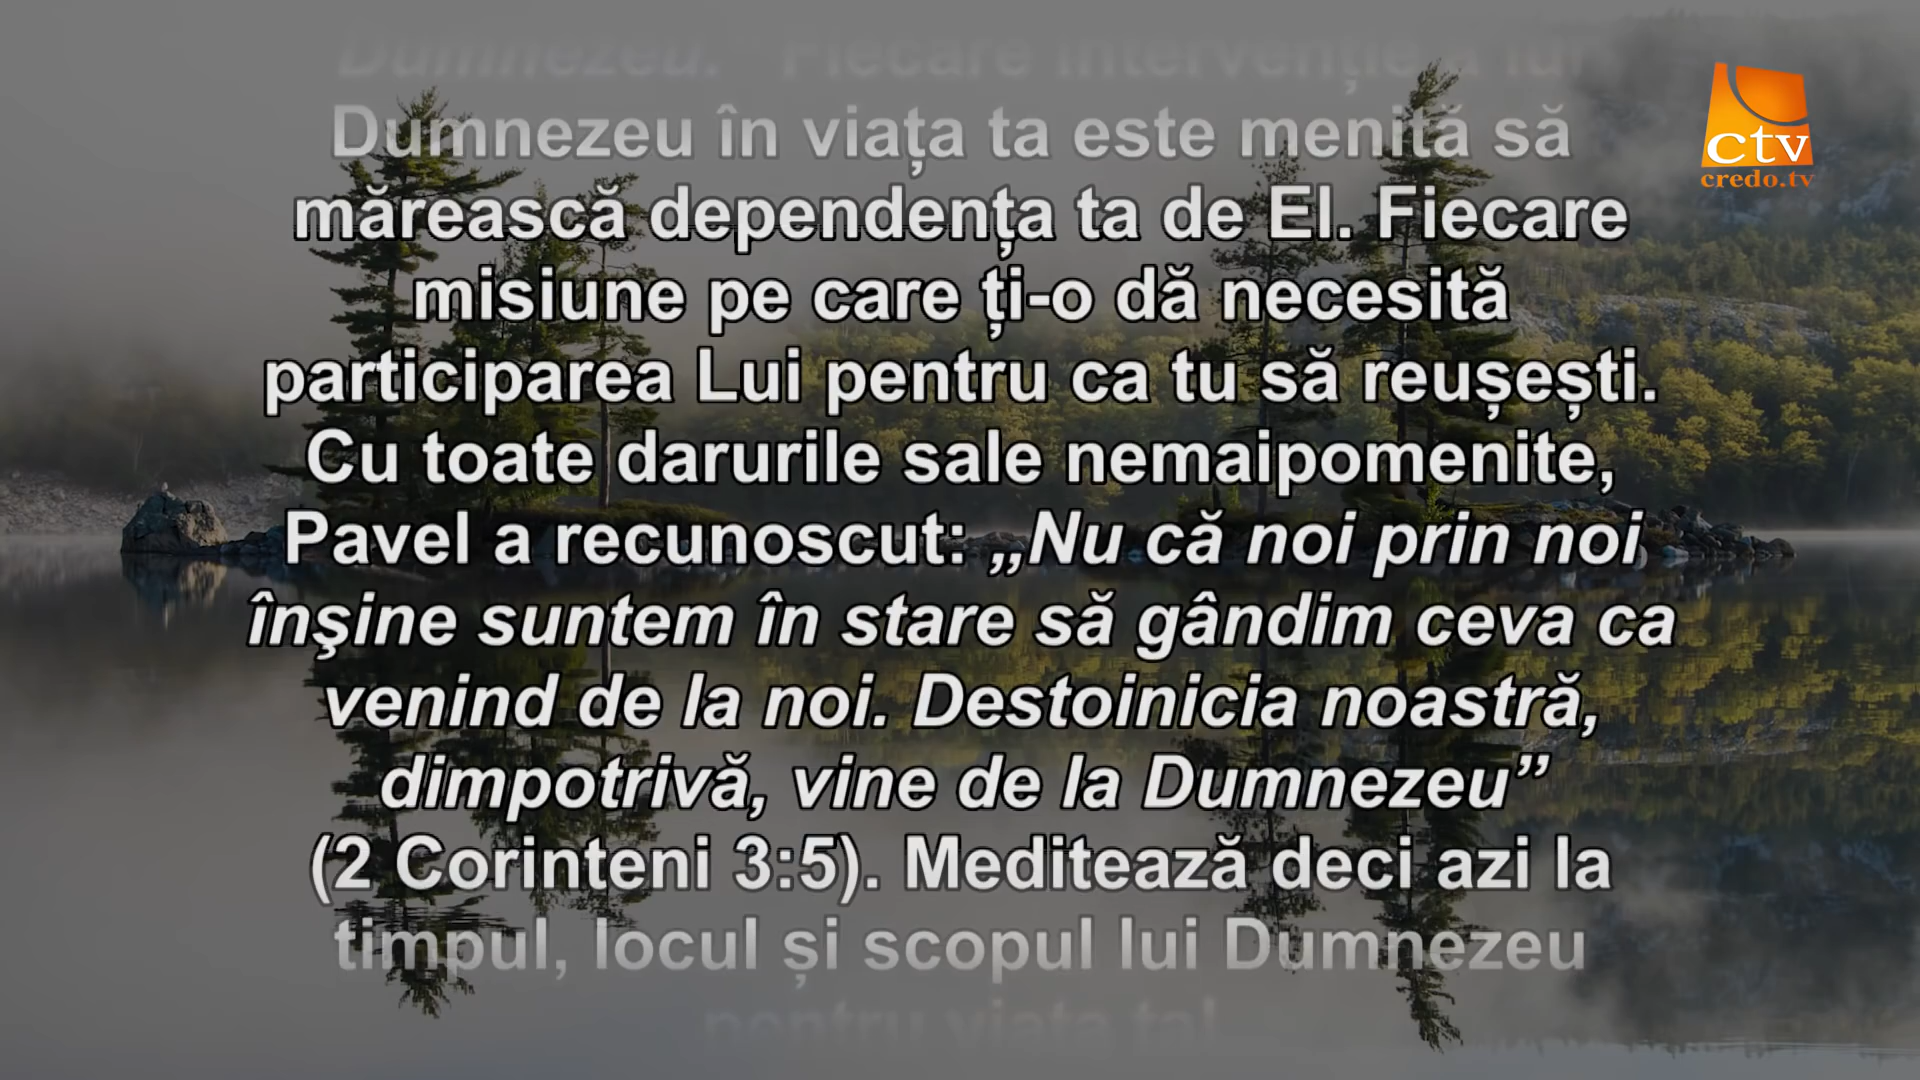 Dumnezeu.” Fiecare intervenție a lui
Dumnezeu în viața ta este menită să
mărească dependența ta de El. Fiecare
misiune pe care ți-o dă necesită
participarea Lui pentru ca tu să reușești.
Cu toate darurile sale nemaipomenite,
Pavel a recunoscut: „Nu că noi prin noi
înşine suntem în stare să gândim ceva ca
venind de la noi. Destoinicia noastră,
dimpotrivă, vine de la Dumnezeu”
(2 Corinteni 3:5). Meditează deci azi la
timpul, locul și scopul lui Dumnezeu
pentru viața ta!
ctv
credo.tv